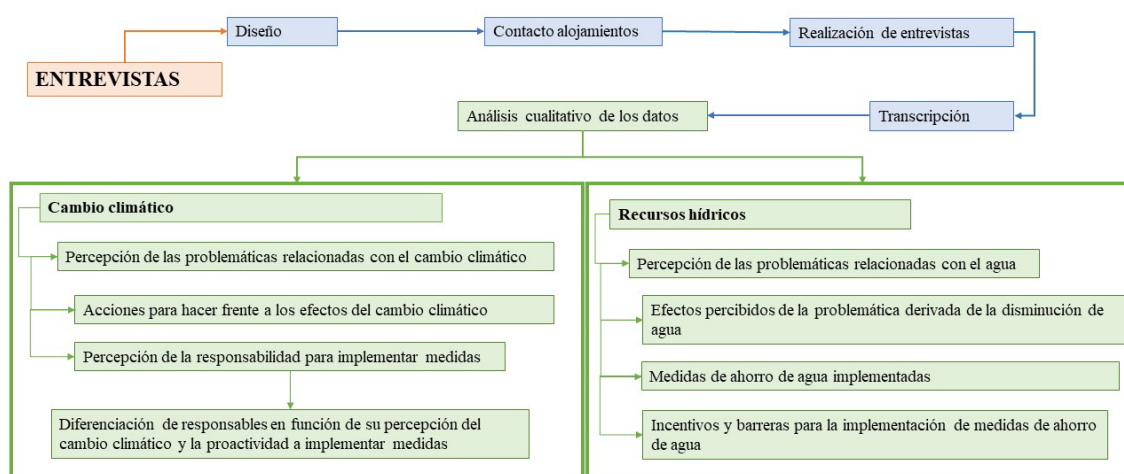 Diseño
Contacto alojamientos
Realización de entrevistas
ENTREVISTAS
Análisis cualitativo de los datos
Transcripción
Cambio climático
Percepción de las problemáticas relacionadas con el cambio climático
Acciones para hacer frente a los efectos del cambio climático
Percepción de la responsabilidad para implementar medidas
Diferenciación de responsables en función de su percepción del
cambio climático y la proactividad a implementar medidas
Recursos hídricos
Percepción de las problemáticas relacionadas con el agua
Efectos percibidos de la problemática derivada de la disminución de
agua
Medidas de ahorro de agua implementadas
Incentivos y barreras para la implementación de medidas de ahorro
de agua